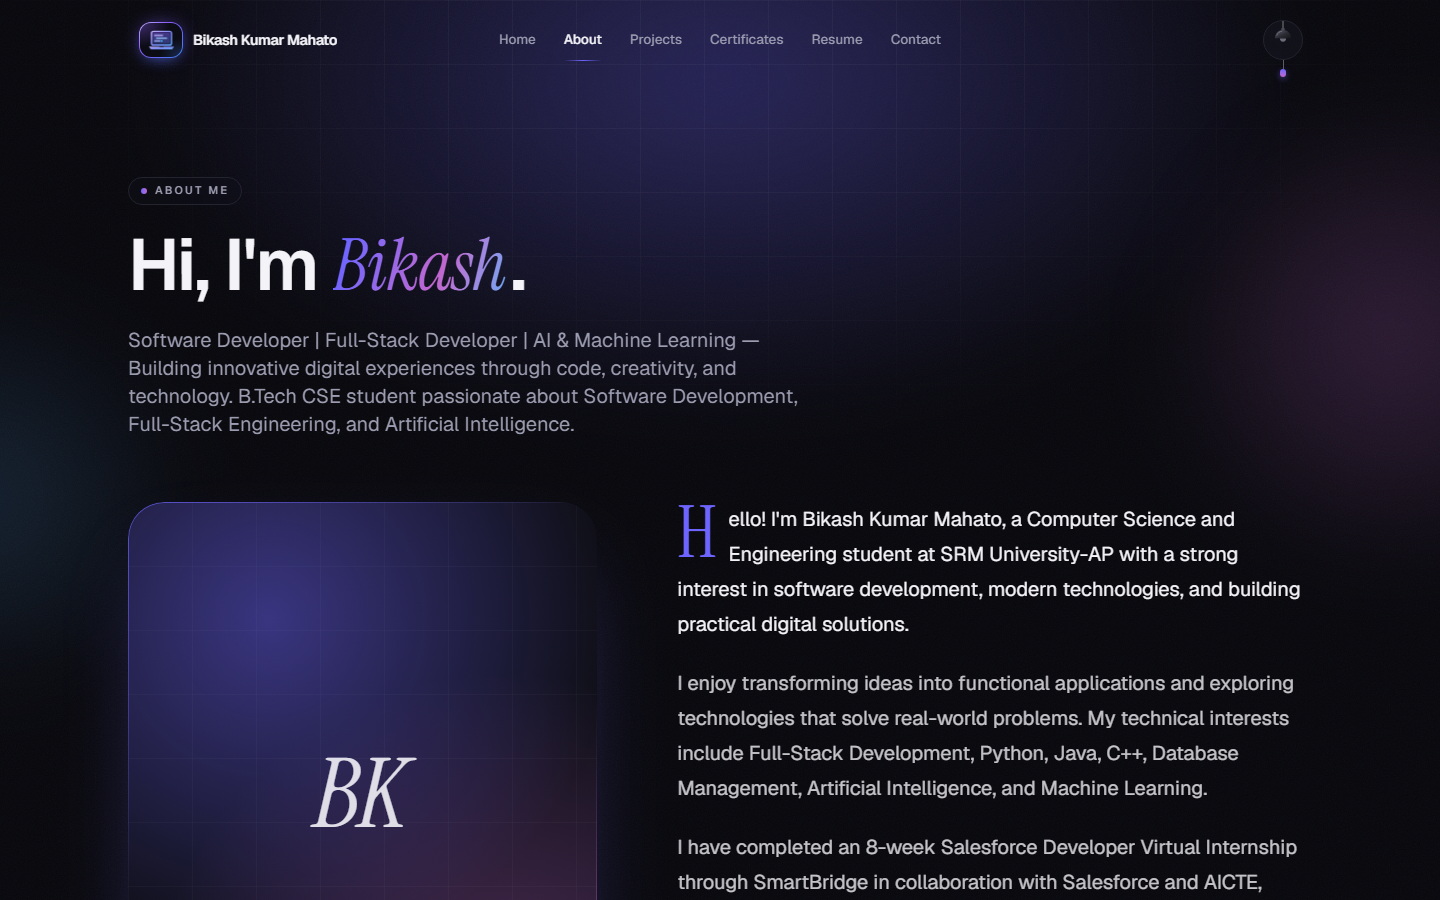 Bikash Kumar Mahato
Home
About
Projects
Certificates
Resume
Contact
ABOUT ME
Hi, I'm Bikash.
Software Developer | Full-Stack Developer | AI & Machine Learning —
Building innovative digital experiences through code, creativity, and
technology. B.Tech CSE student passionate about Software Development,
Full-Stack Engineering, and Artificial Intelligence.
BK
Hello! I'm Bikash Kumar Mahato, a Computer Science and
Engineering student at SRM University-AP with a strong
interest in software development, modern technologies, and building
practical digital solutions.
I enjoy transforming ideas into functional applications and exploring
technologies that solve real-world problems. My technical interests
include Full-Stack Development, Python, Java, C++, Database
Management, Artificial Intelligence, and Machine Learning.
I have completed an 8-week Salesforce Developer Virtual Internship
through SmartBridge in collaboration with Salesforce and AICTE,